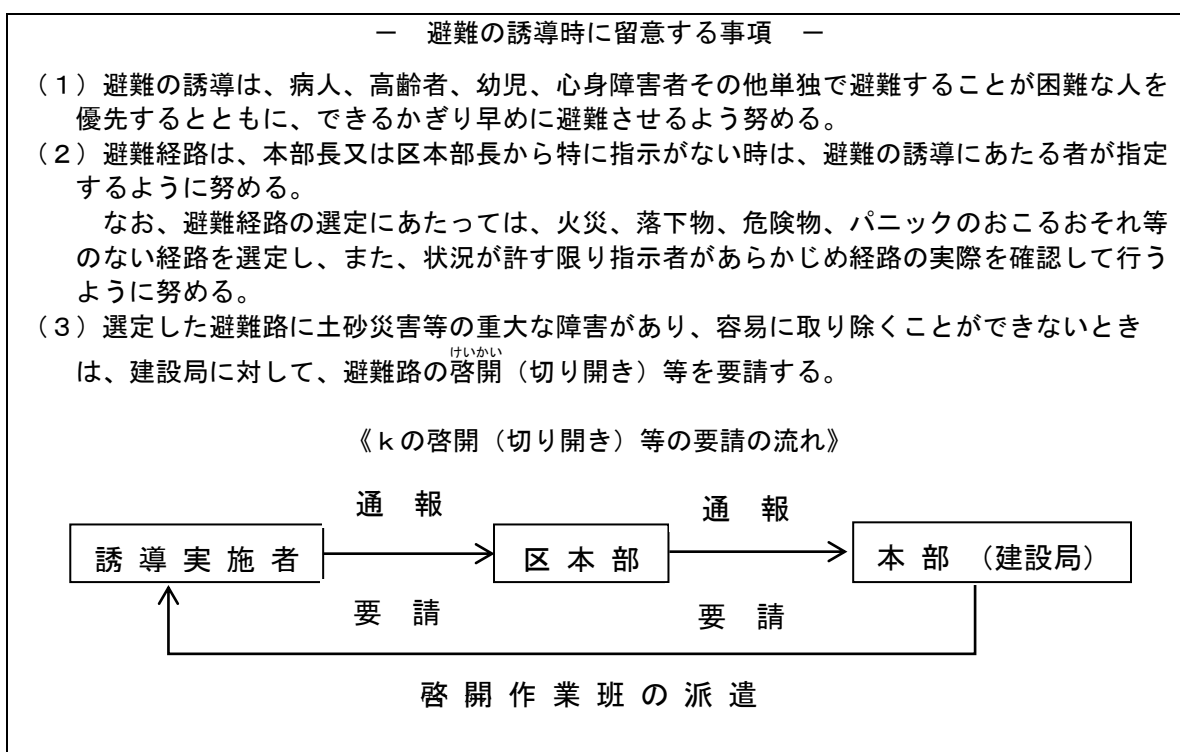 －　避難の誘導時に留意する事項　－
（１）避難の誘導は、病人、高齢者、幼児、心身障害者その他単独で避難することが困難な人を
優先するとともに、できるかぎり早めに避難させるよう努める。
（２）避難経路は、本部長又は区本部長から特に指示がない時は、避難の誘導にあたる者が指定
するように努める。
なお、避難経路の選定にあたっては、火災、落下物、危険物、パニックのおこるおそれ等
のない経路を選定し、また、状況が許す限り指示者があらかじめ経路の実際を確認して行う
ように努める。
（３）選定した避難路に土砂災害等の重大な障害があり、容易に取り除くことができないとき
けいかい
は、建設局に対して、避難路の啓開（切り開き）等を要請する。
《ｋの啓開（切り開き）等の要請の流れ》
通　報　通　報
誘 導 実 施 者　区 本 部　本 部 （建設局）
要　請　要　請
啓 開 作 業 班 の 派 遣